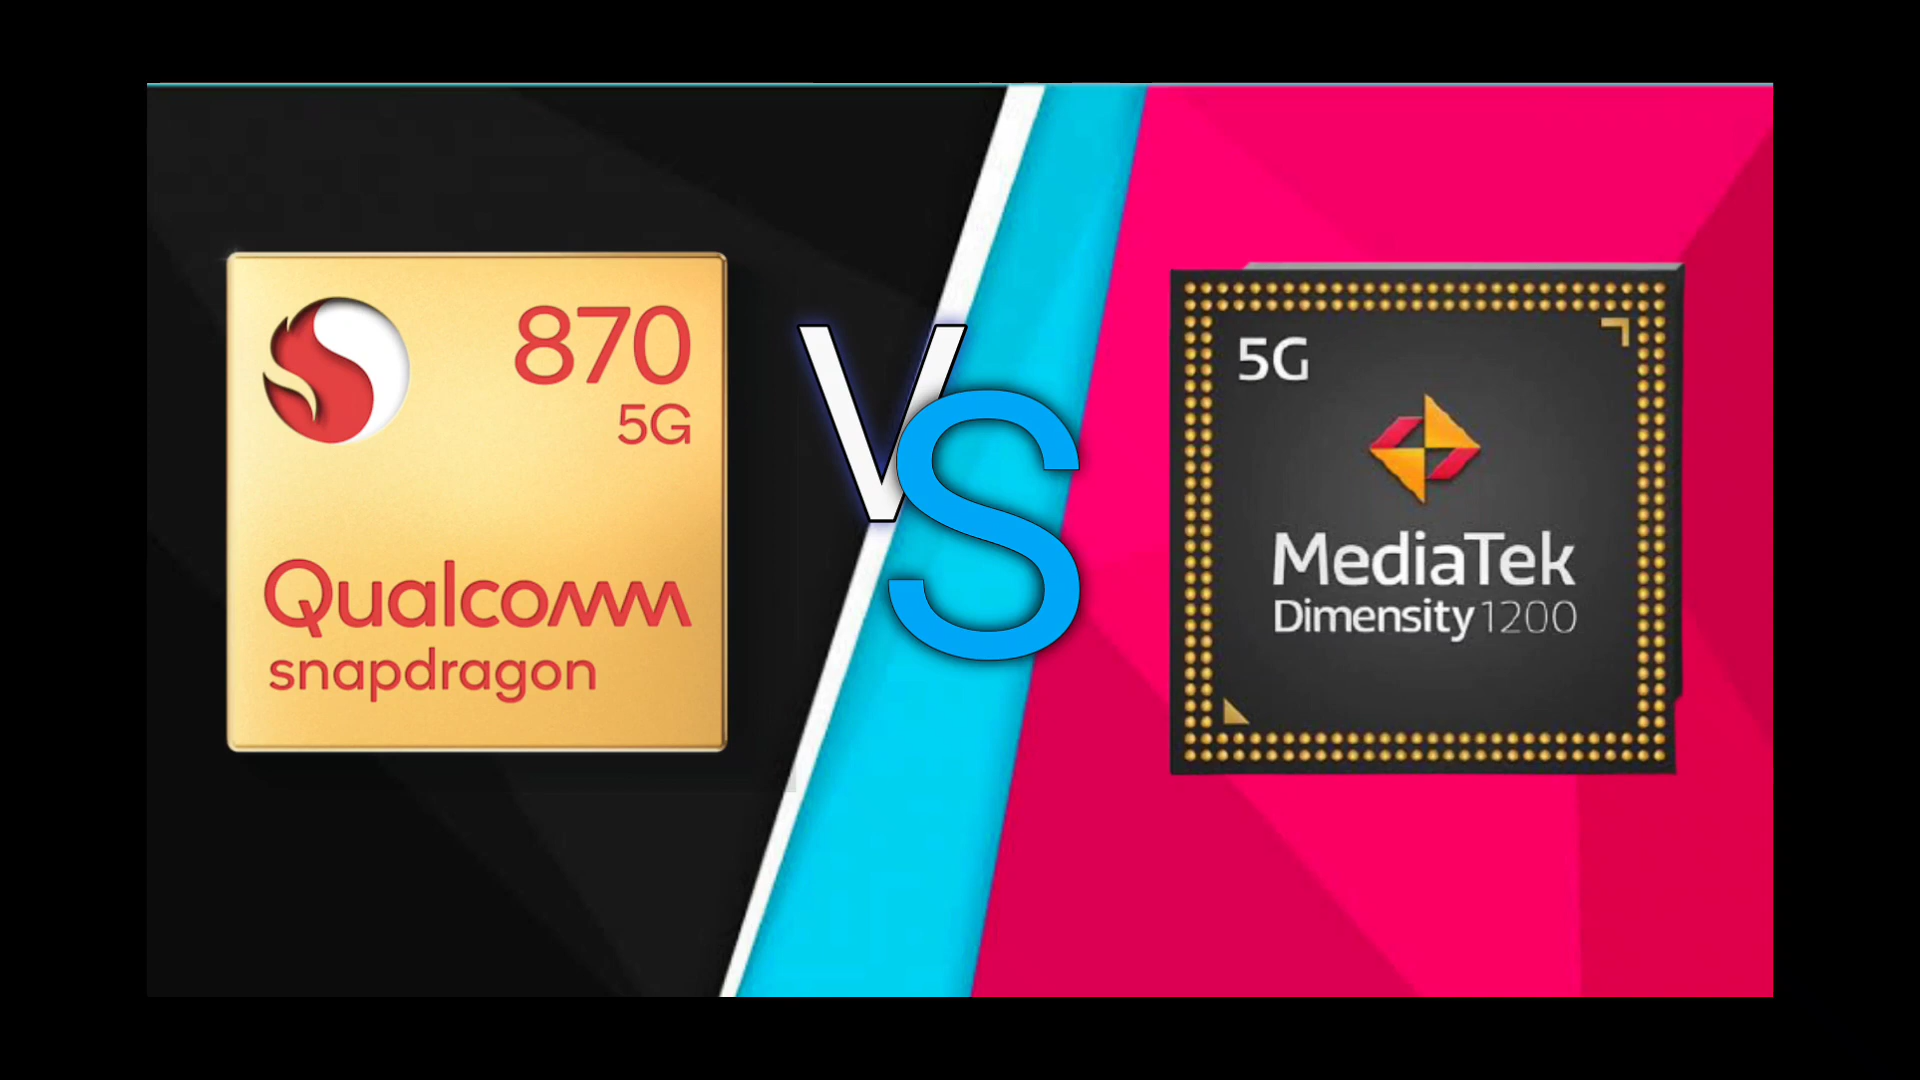 870
5G
Qualcomm
snapdragon
VS
5G
MediaTek
Dimensity 1200